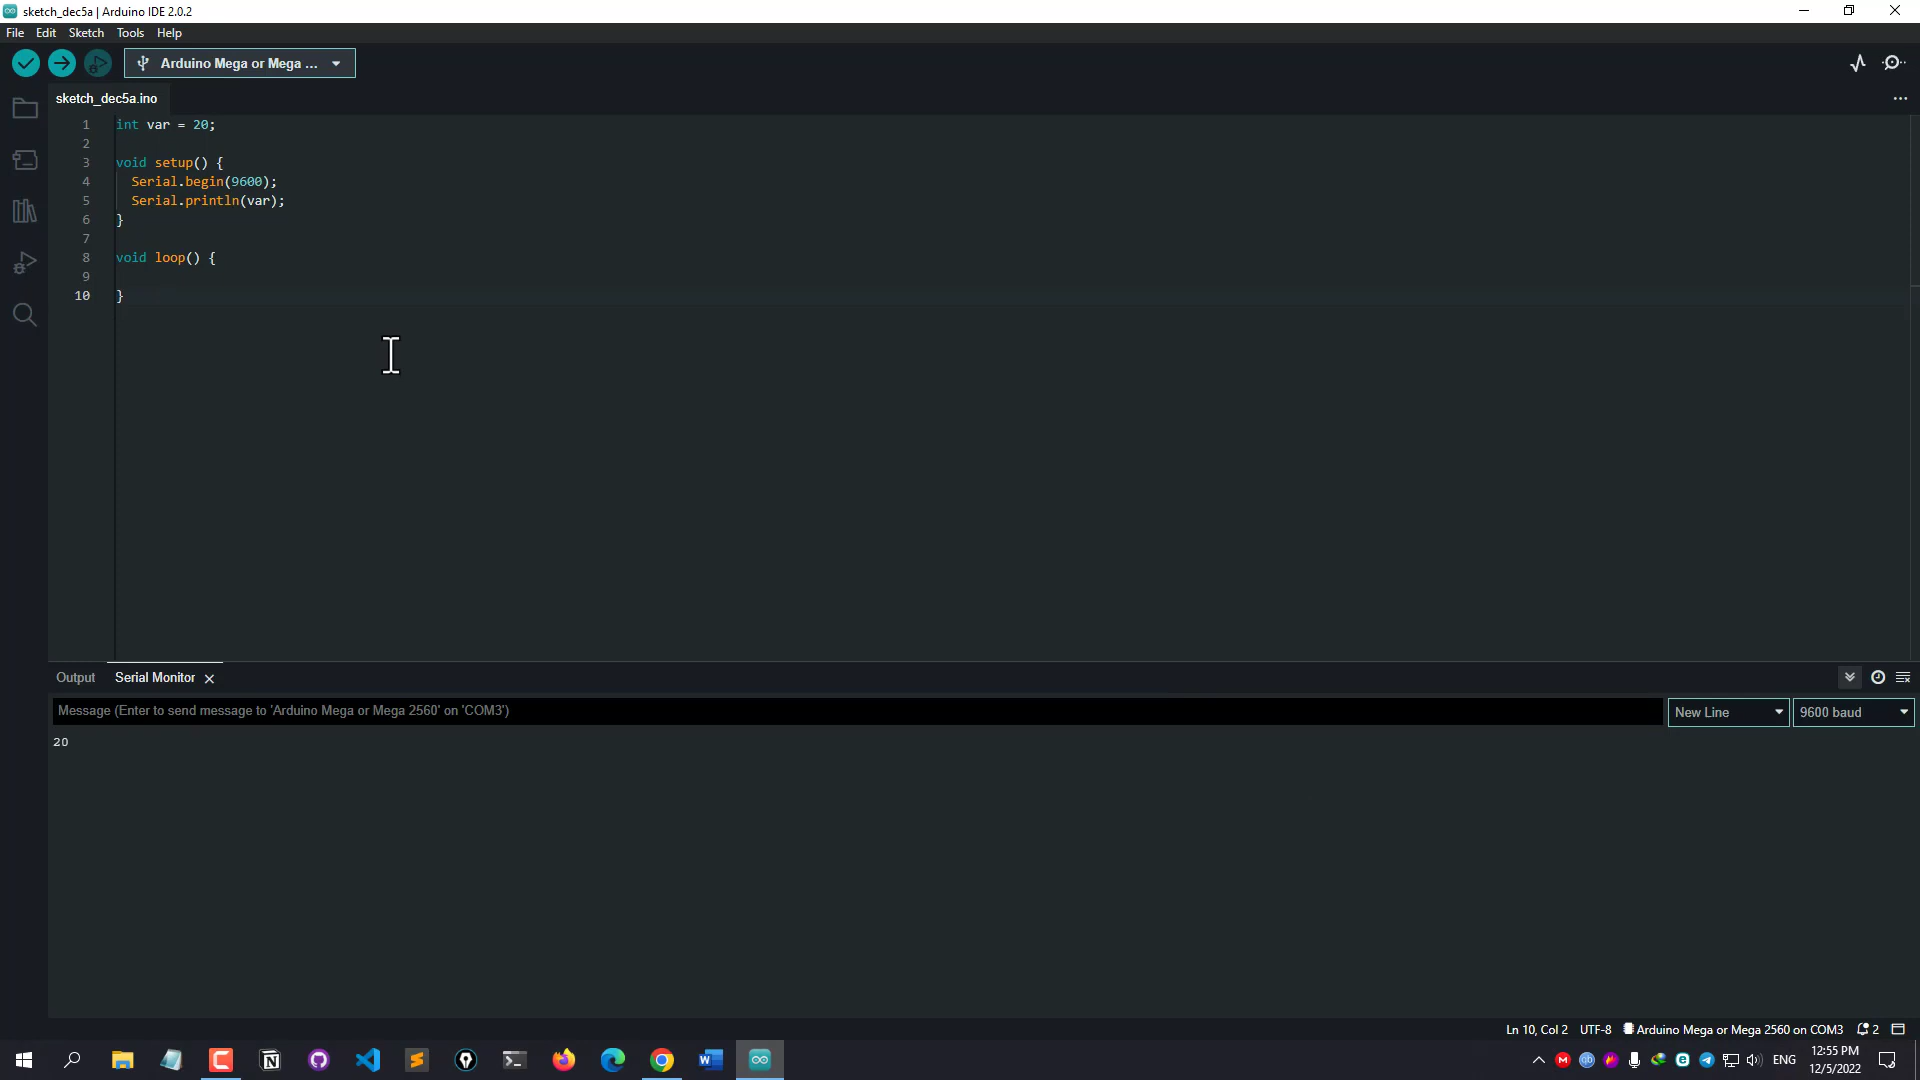 sketch_dec5a | Arduino IDE 2.0.2
File Edit Sketch Tools Help
Arduino Mega or Mega ...
sketch_dec5a.ino
1 int var = 20;
2
3 void setup() {
4 Serial.begin(9600);
5 Serial.println(var);
6 }
7
8 void loop() {
9
10 }
Output Serial Monitor
Message (Enter to send message to 'Arduino Mega or Mega 2560' on 'COM3') New Line 9600 baud
20
Ln 10, Col 2 UTF-8 Arduino Mega or Mega 2560 on COM3 2
ENG 12:55 PM
12/5/2022